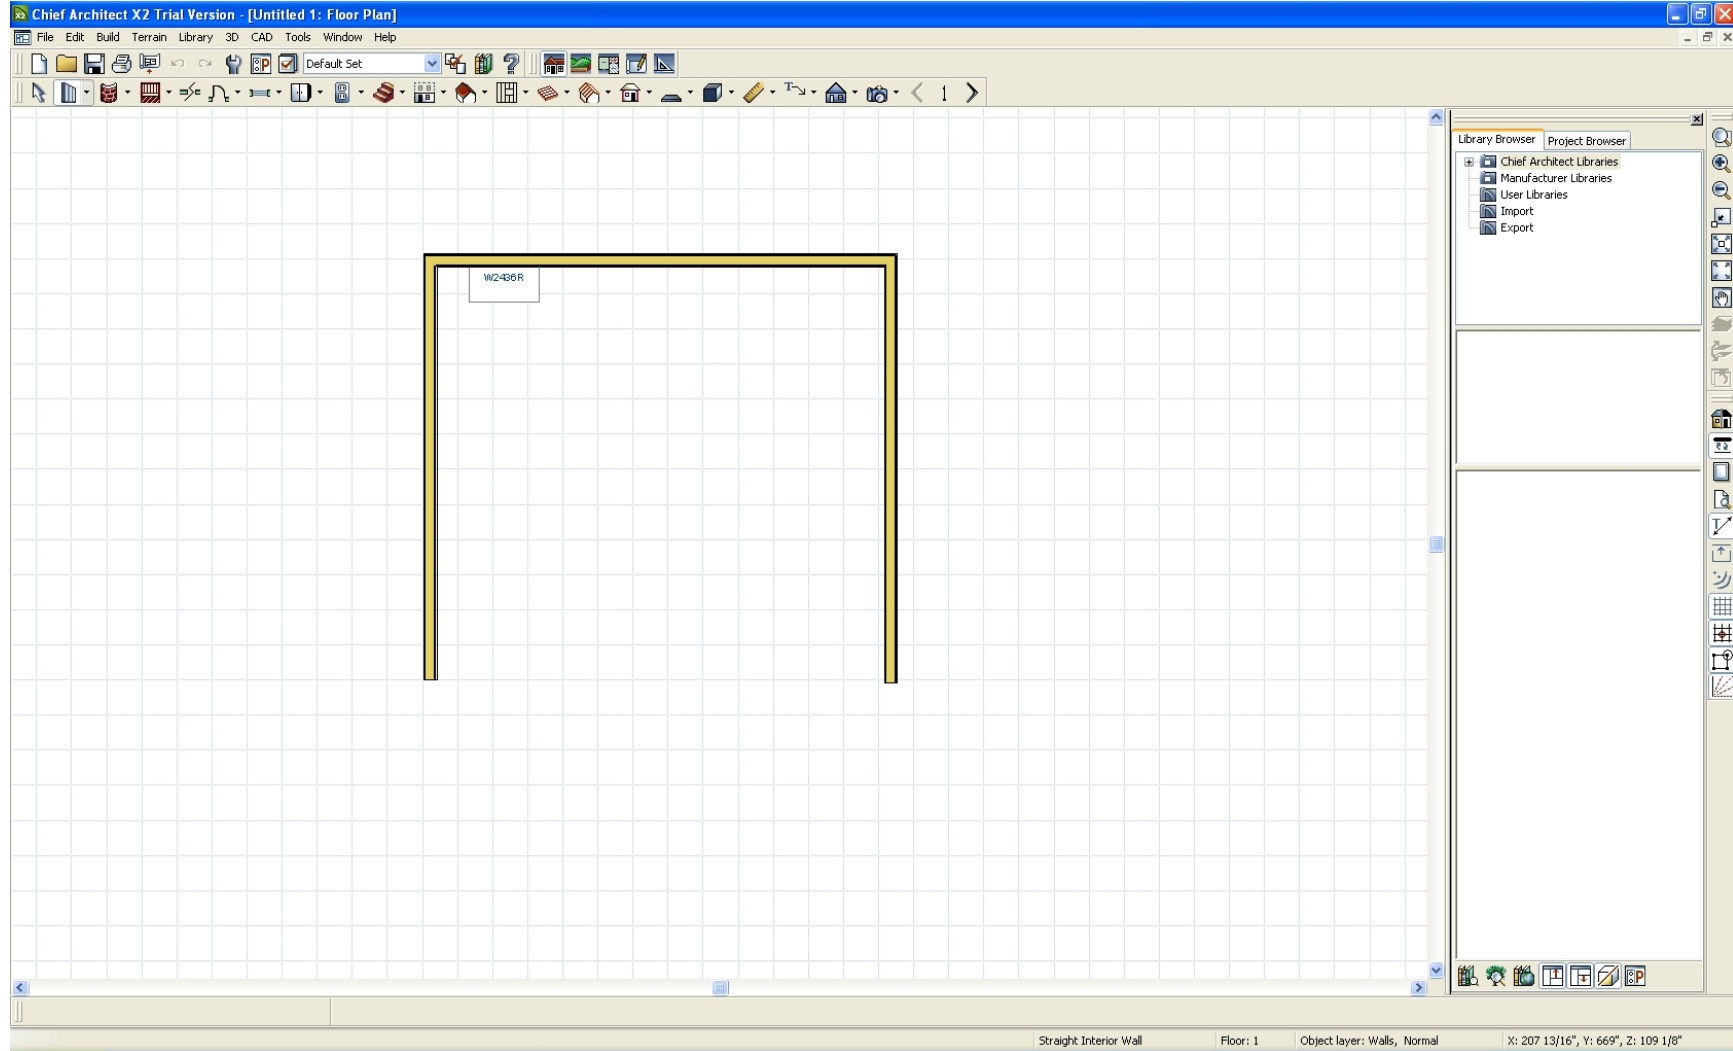 Chief Architect X2 Trial Version - [Untitled 1: Floor Plan]
File Edit Build Terrain Library 3D CAD Tools Window Help
Default Set
1
Library Browser Project Browser
Chief Architect Libraries
Manufacturer Libraries
User Libraries
Import
Export
W2436R
Straight Interior Wall Floor: 1 Object layer: Walls, Normal X: 207 13/16", Y: 669", Z: 109 1/8"